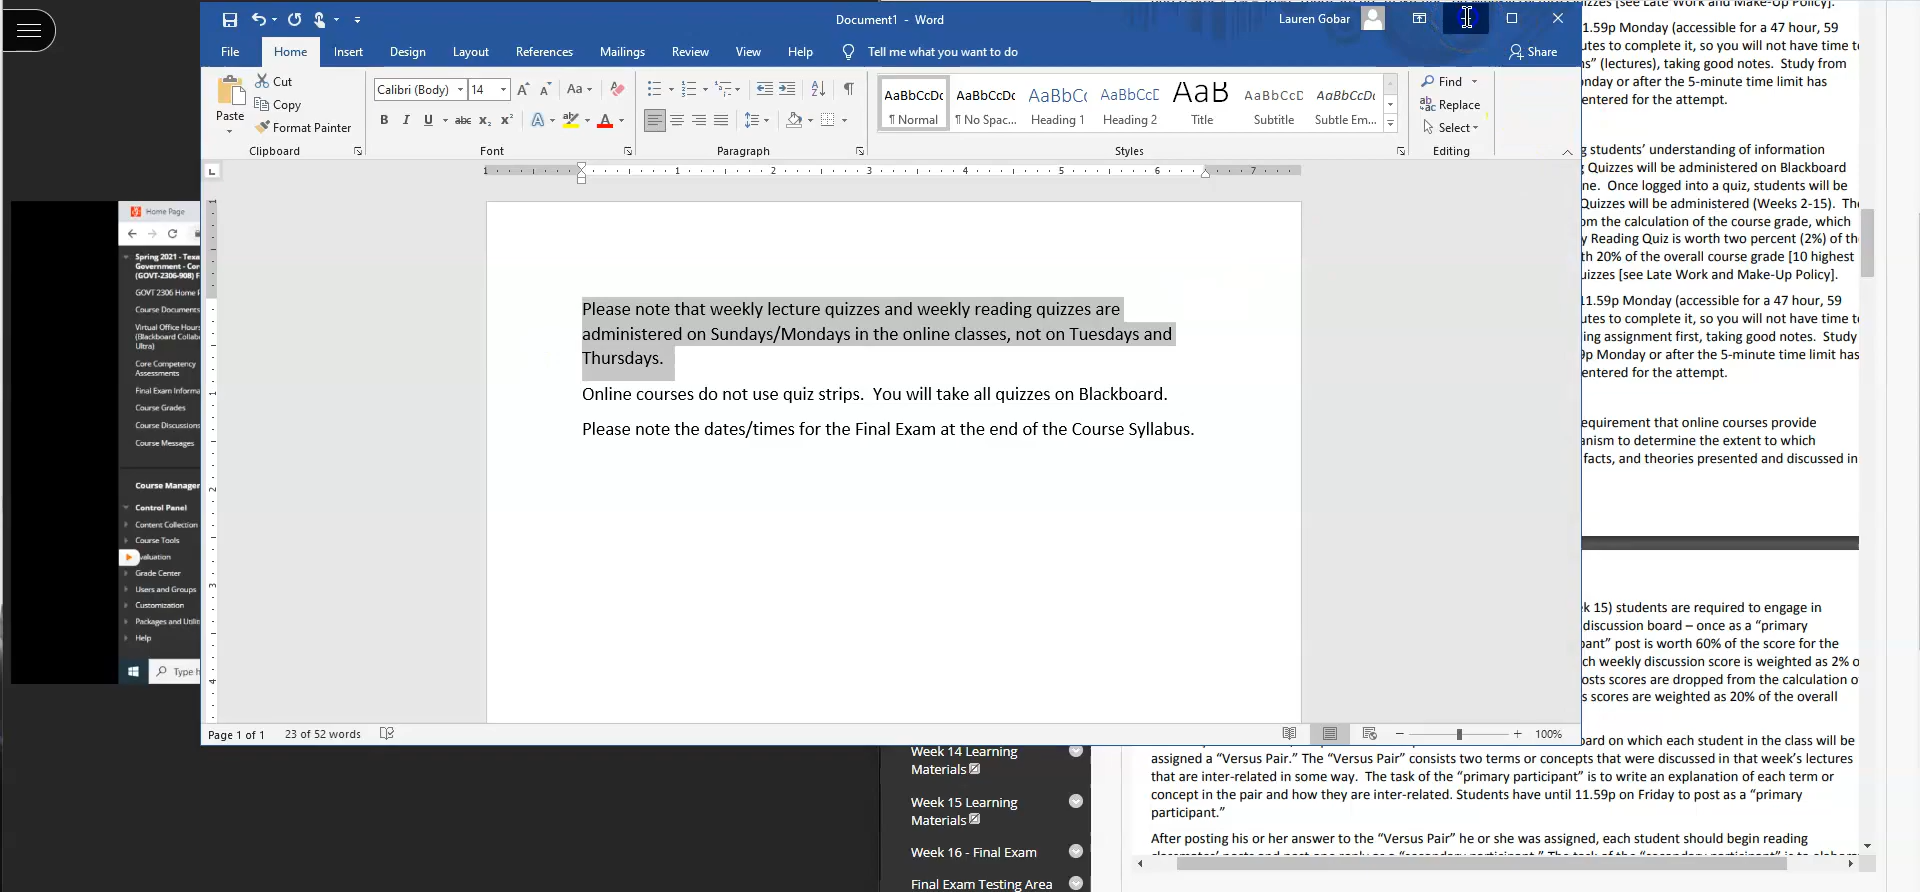 Document1 - Word
Lauren Gobar
File Home Insert Design Layout References Mailings Review View Help Tell me what you want to do Share
Paste
Cut
Copy
Format Painter
Clipboard
Calibri (Body) 14
Font
Paragraph
AaBbCcDc AaBbCcDc AaBbCc AaBbCcD AaB AaBbCcD AaBbCcDc
¶ Normal ¶ No Spac... Heading 1 Heading 2 Title Subtitle Subtle Em...
Styles
Find
Replace
Select
Editing
1 1 2 3 4 5 6 7
Please note that weekly lecture quizzes and weekly reading quizzes are
administered on Sundays/Mondays in the online classes, not on Tuesdays and
Thursdays.
Online courses do not use quiz strips. You will take all quizzes on Blackboard.
Please note the dates/times for the Final Exam at the end of the Course Syllabus.
Page 1 of 1 23 of 52 words 100%
Home Page
Spring 2021 - Texa
Government - Cor
(GOVT-2306-908) F
GOVT 2306 Home P
Course Documents
Virtual Office Hours
(Blackboard Collab
Ultra)
Core Competency
Assessments
Final Exam Informa
Course Grades
Course Discussions
Course Messages
Course Manager
Control Panel
Content Collection
Course Tools
valuation
Grade Center
Users and Groups
Customization
Packages and Utilit
Help
Type h
izzes [see Late Work and Make-Up Policy].
11.59p Monday (accessible for a 47 hour, 59
utes to complete it, so you will not have time to
s” (lectures), taking good notes. Study from
nday or after the 5-minute time limit has
entered for the attempt.
g students’ understanding of information
g Quizzes will be administered on Blackboard
ne. Once logged into a quiz, students will be
Quizzes will be administered (Weeks 2-15). The
om the calculation of the course grade, which
y Reading Quiz is worth two percent (2%) of the
th 20% of the overall course grade [10 highest
uizzes [see Late Work and Make-Up Policy].
11.59p Monday (accessible for a 47 hour, 59
utes to complete it, so you will not have time to
ing assignment first, taking good notes. Study
9p Monday or after the 5-minute time limit has
entered for the attempt.
equirement that online courses provide
anism to determine the extent to which
facts, and theories presented and discussed in
ek 15) students are required to engage in
discussion board – once as a “primary
pant” post is worth 60% of the score for the
ch weekly discussion score is weighted as 2% o
osts scores are dropped from the calculation o
s scores are weighted as 20% of the overall
oard on which each student in the class will be
assigned a “Versus Pair.” The “Versus Pair” consists two terms or concepts that were discussed in that week’s lectures
that are inter-related in some way. The task of the “primary participant” is to write an explanation of each term or
concept in the pair and how they are inter-related. Students have until 11.59p on Friday to post as a “primary
participant.”
After posting his or her answer to the “Versus Pair” he or she was assigned, each student should begin reading
Week 14 Learning
Materials
Week 15 Learning
Materials
Week 16 - Final Exam
Final Exam Testing Area